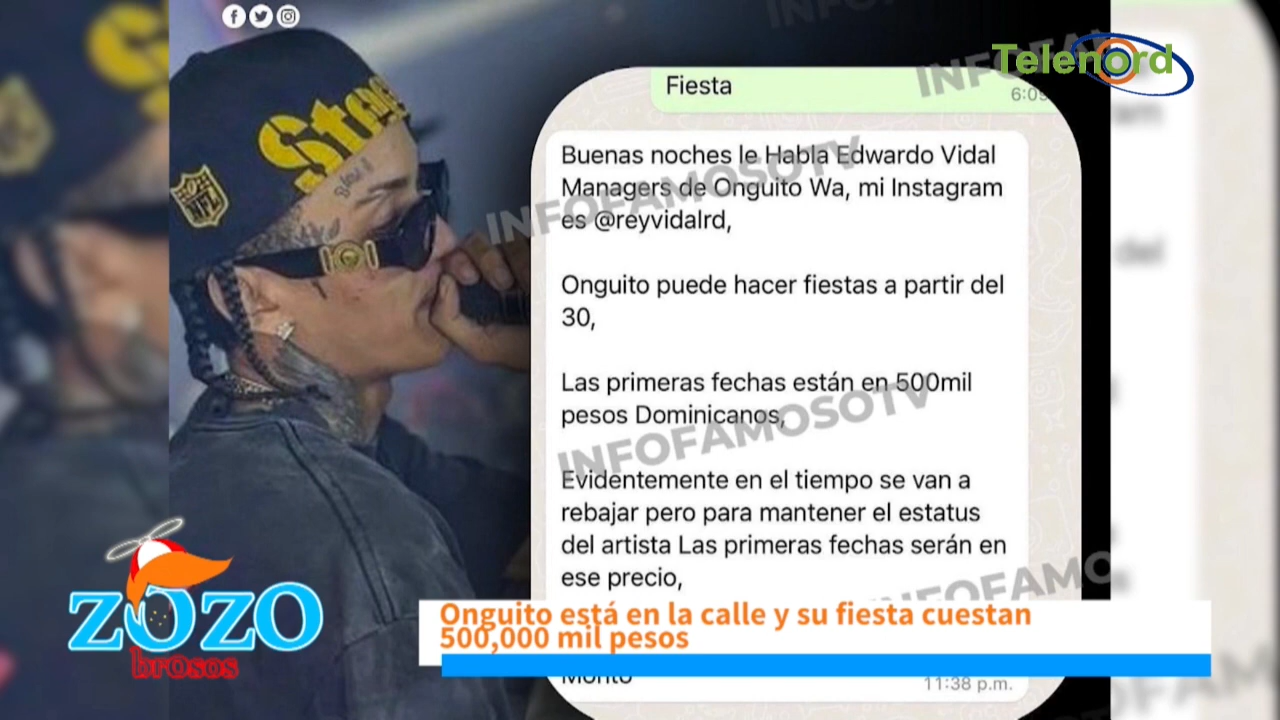 Telenord
Steelers
NFL
Fiesta
6:09
Buenas noches le Habla Edwardo Vidal
Managers de Onguito Wa, mi Instagram
es @reyvidalrd,
Onguito puede hacer fiestas a partir del
30,
Las primeras fechas están en 500mil
pesos Dominicanos,
Evidentemente en el tiempo se van a
rebajar pero para mantener el estatus
del artista Las primeras fechas serán en
ese precio,
11:38 p.m.
INFOFAMOSOTV
INFOFAMOSOTV
zozo
brosos
Onguito está en la calle y su fiesta cuestan
500,000 mil pesos